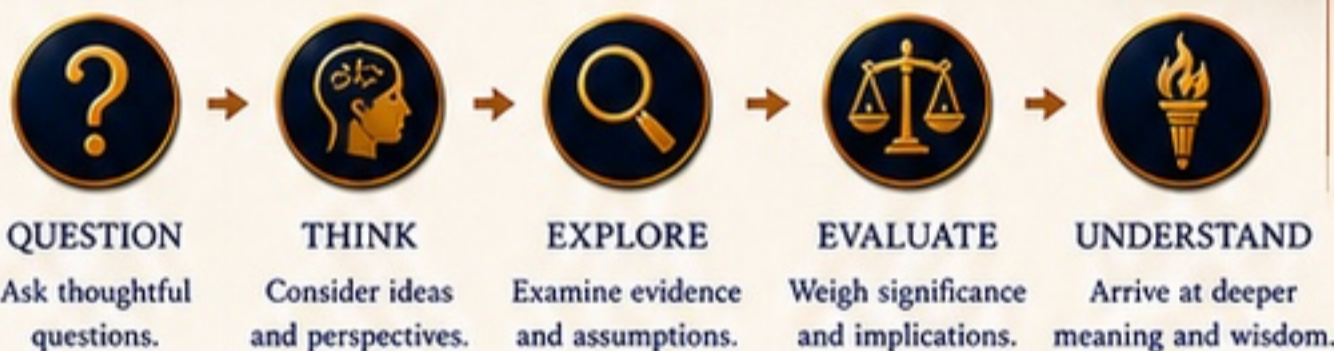 QUESTION
Ask thoughtful
questions.
THINK
Consider ideas
and perspectives.
EXPLORE
Examine evidence
and assumptions.
EVALUATE
Weigh significance
and implications.
UNDERSTAND
Arrive at deeper
meaning and wisdom.